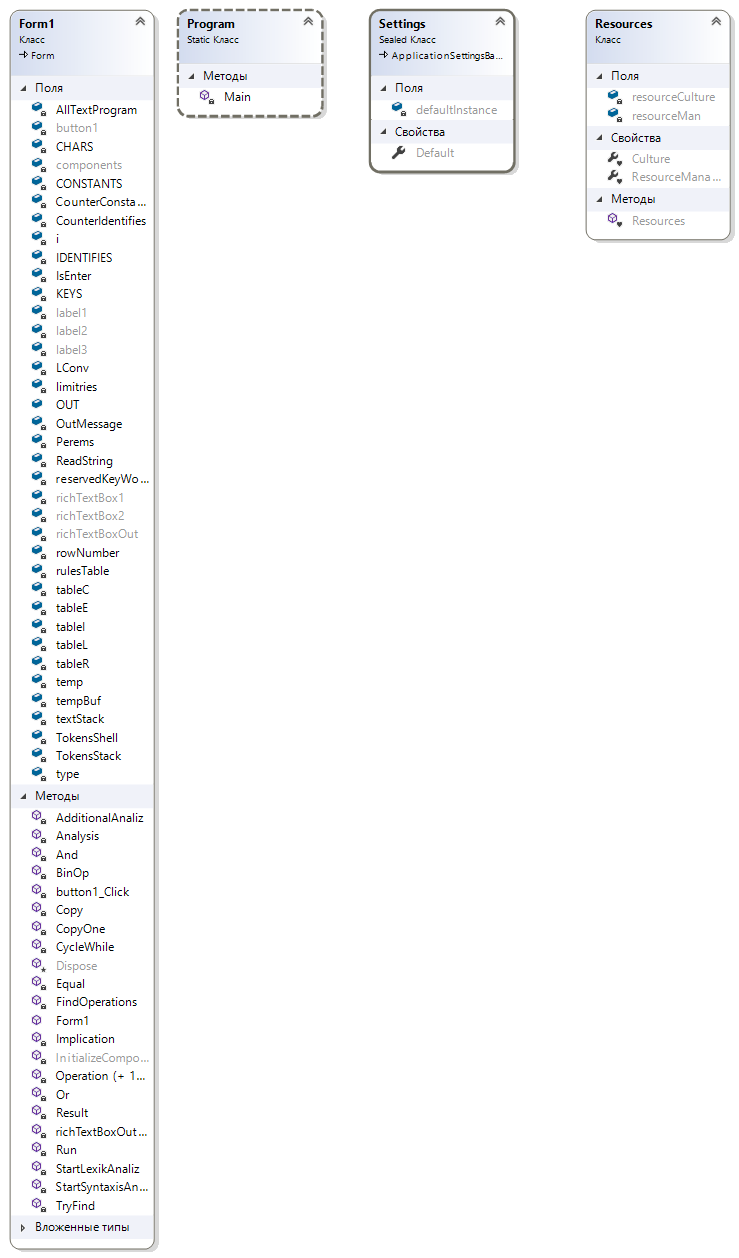 Form1
Класс
Form
Поля
AllTextProgram
button1
CHARS
components
CONSTANTS
CounterConsta...
CounterIdentifies
i
IDENTIFIES
IsEnter
KEYS
label1
label2
label3
LConv
limitries
OUT
OutMessage
Perems
ReadString
reservedKeyWo...
richTextBox1
richTextBox2
richTextBoxOut
rowNumber
rulesTable
tableC
tableE
tableI
tableL
tableR
temp
tempBuf
textStack
TokensShell
TokensStack
type
Методы
AdditionalAnaliz
Analysis
And
BinOp
button1_Click
Copy
CopyOne
CycleWhile
Dispose
Equal
FindOperations
Form1
Implication
InitializeCompo...
Operation (+ 1...
Or
Result
richTextBoxOut...
Run
StartLexikAnaliz
StartSyntaxisAn...
TryFind
Вложенные типы
Program
Static Класс
Методы
Main
Settings
Sealed Класс
ApplicationSettingsBa...
Поля
defaultInstance
Свойства
Default
Resources
Класс
Поля
resourceCulture
resourceMan
Свойства
Culture
ResourceMana...
Методы
Resources